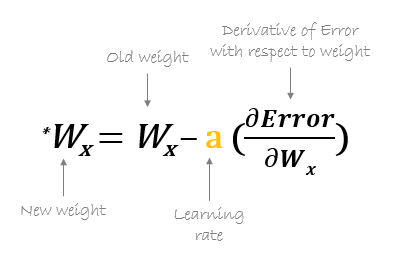 Derivative of Error
with respect to weight
Old weight
*Wx = Wx - a (∂Error/∂Wx)
New weight
Learning
rate